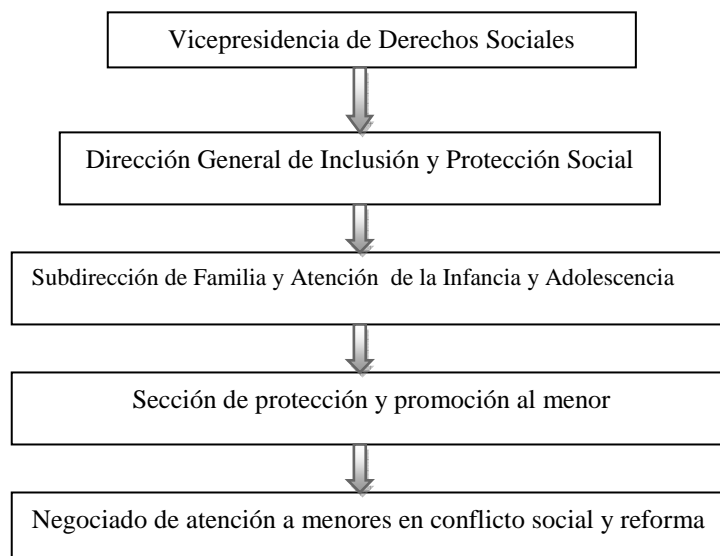 Vicepresidencia de Derechos Sociales
Dirección General de Inclusión y Protección Social
Subdirección de Familia y Atención  de la Infancia y Adolescencia
Sección de protección y promoción al menor
Negociado de atención a menores en conflicto social y reforma